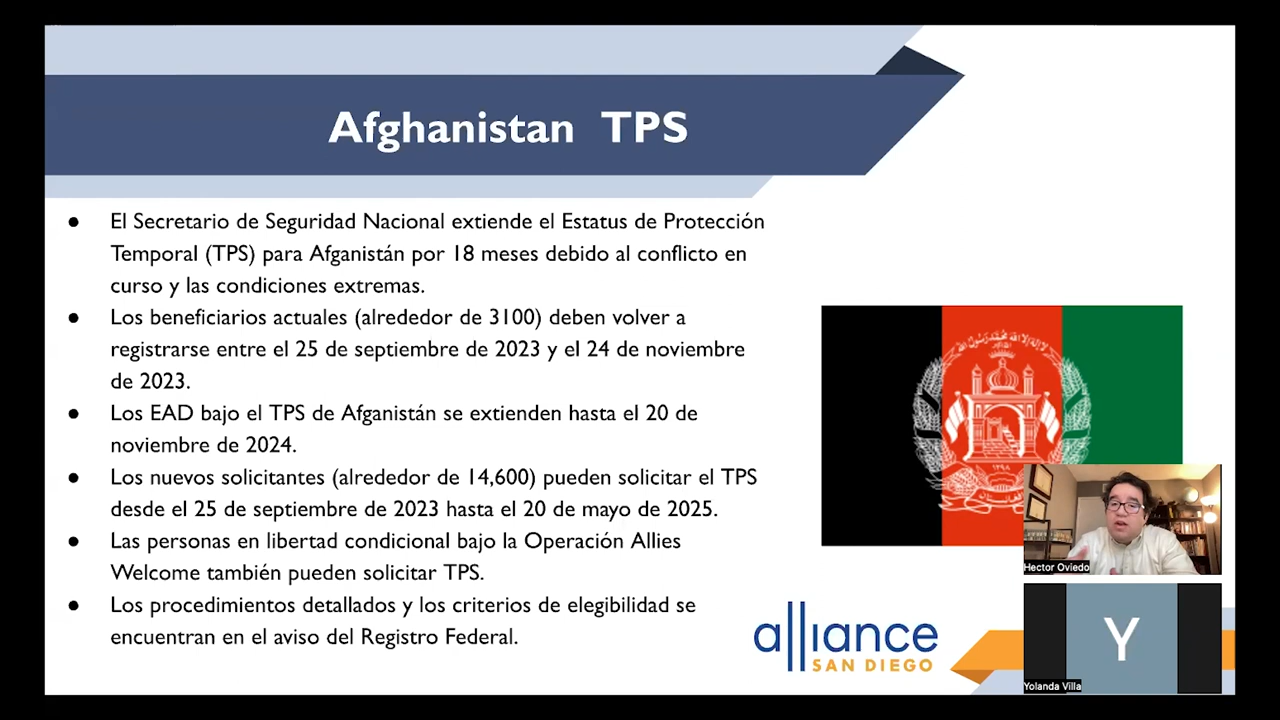 Afghanistan TPS
● El Secretario de Seguridad Nacional extiende el Estatus de Protección
Temporal (TPS) para Afganistán por 18 meses debido al conflicto en
curso y las condiciones extremas.
● Los beneficiarios actuales (alrededor de 3100) deben volver a
registrarse entre el 25 de septiembre de 2023 y el 24 de noviembre
de 2023.
● Los EAD bajo el TPS de Afganistán se extienden hasta el 20 de
noviembre de 2024.
● Los nuevos solicitantes (alrededor de 14,600) pueden solicitar el TPS
desde el 25 de septiembre de 2023 hasta el 20 de mayo de 2025.
● Las personas en libertad condicional bajo la Operación Allies
Welcome también pueden solicitar TPS.
● Los procedimientos detallados y los criterios de elegibilidad se
encuentran en el aviso del Registro Federal.
alliance
SAN DIEGO
Hector Oviedo
Y
Yolanda Villa